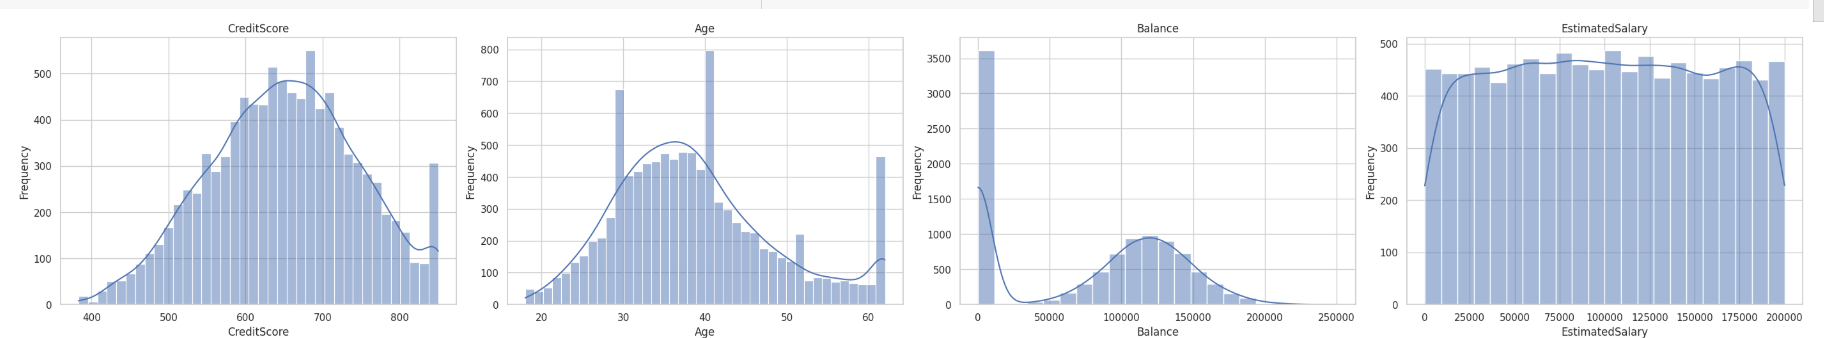 CreditScore
Frequency
500
400
300
200
100
0
400 500 600 700 800
CreditScore
Age
Frequency
800
700
600
500
400
300
200
100
0
20 30 40 50 60
Age
Balance
Frequency
3500
3000
2500
2000
1500
1000
500
0
0 50000 100000 150000 200000 250000
Balance
EstimatedSalary
Frequency
500
400
300
200
100
0
0 25000 50000 75000 100000 125000 150000 175000 200000
EstimatedSalary